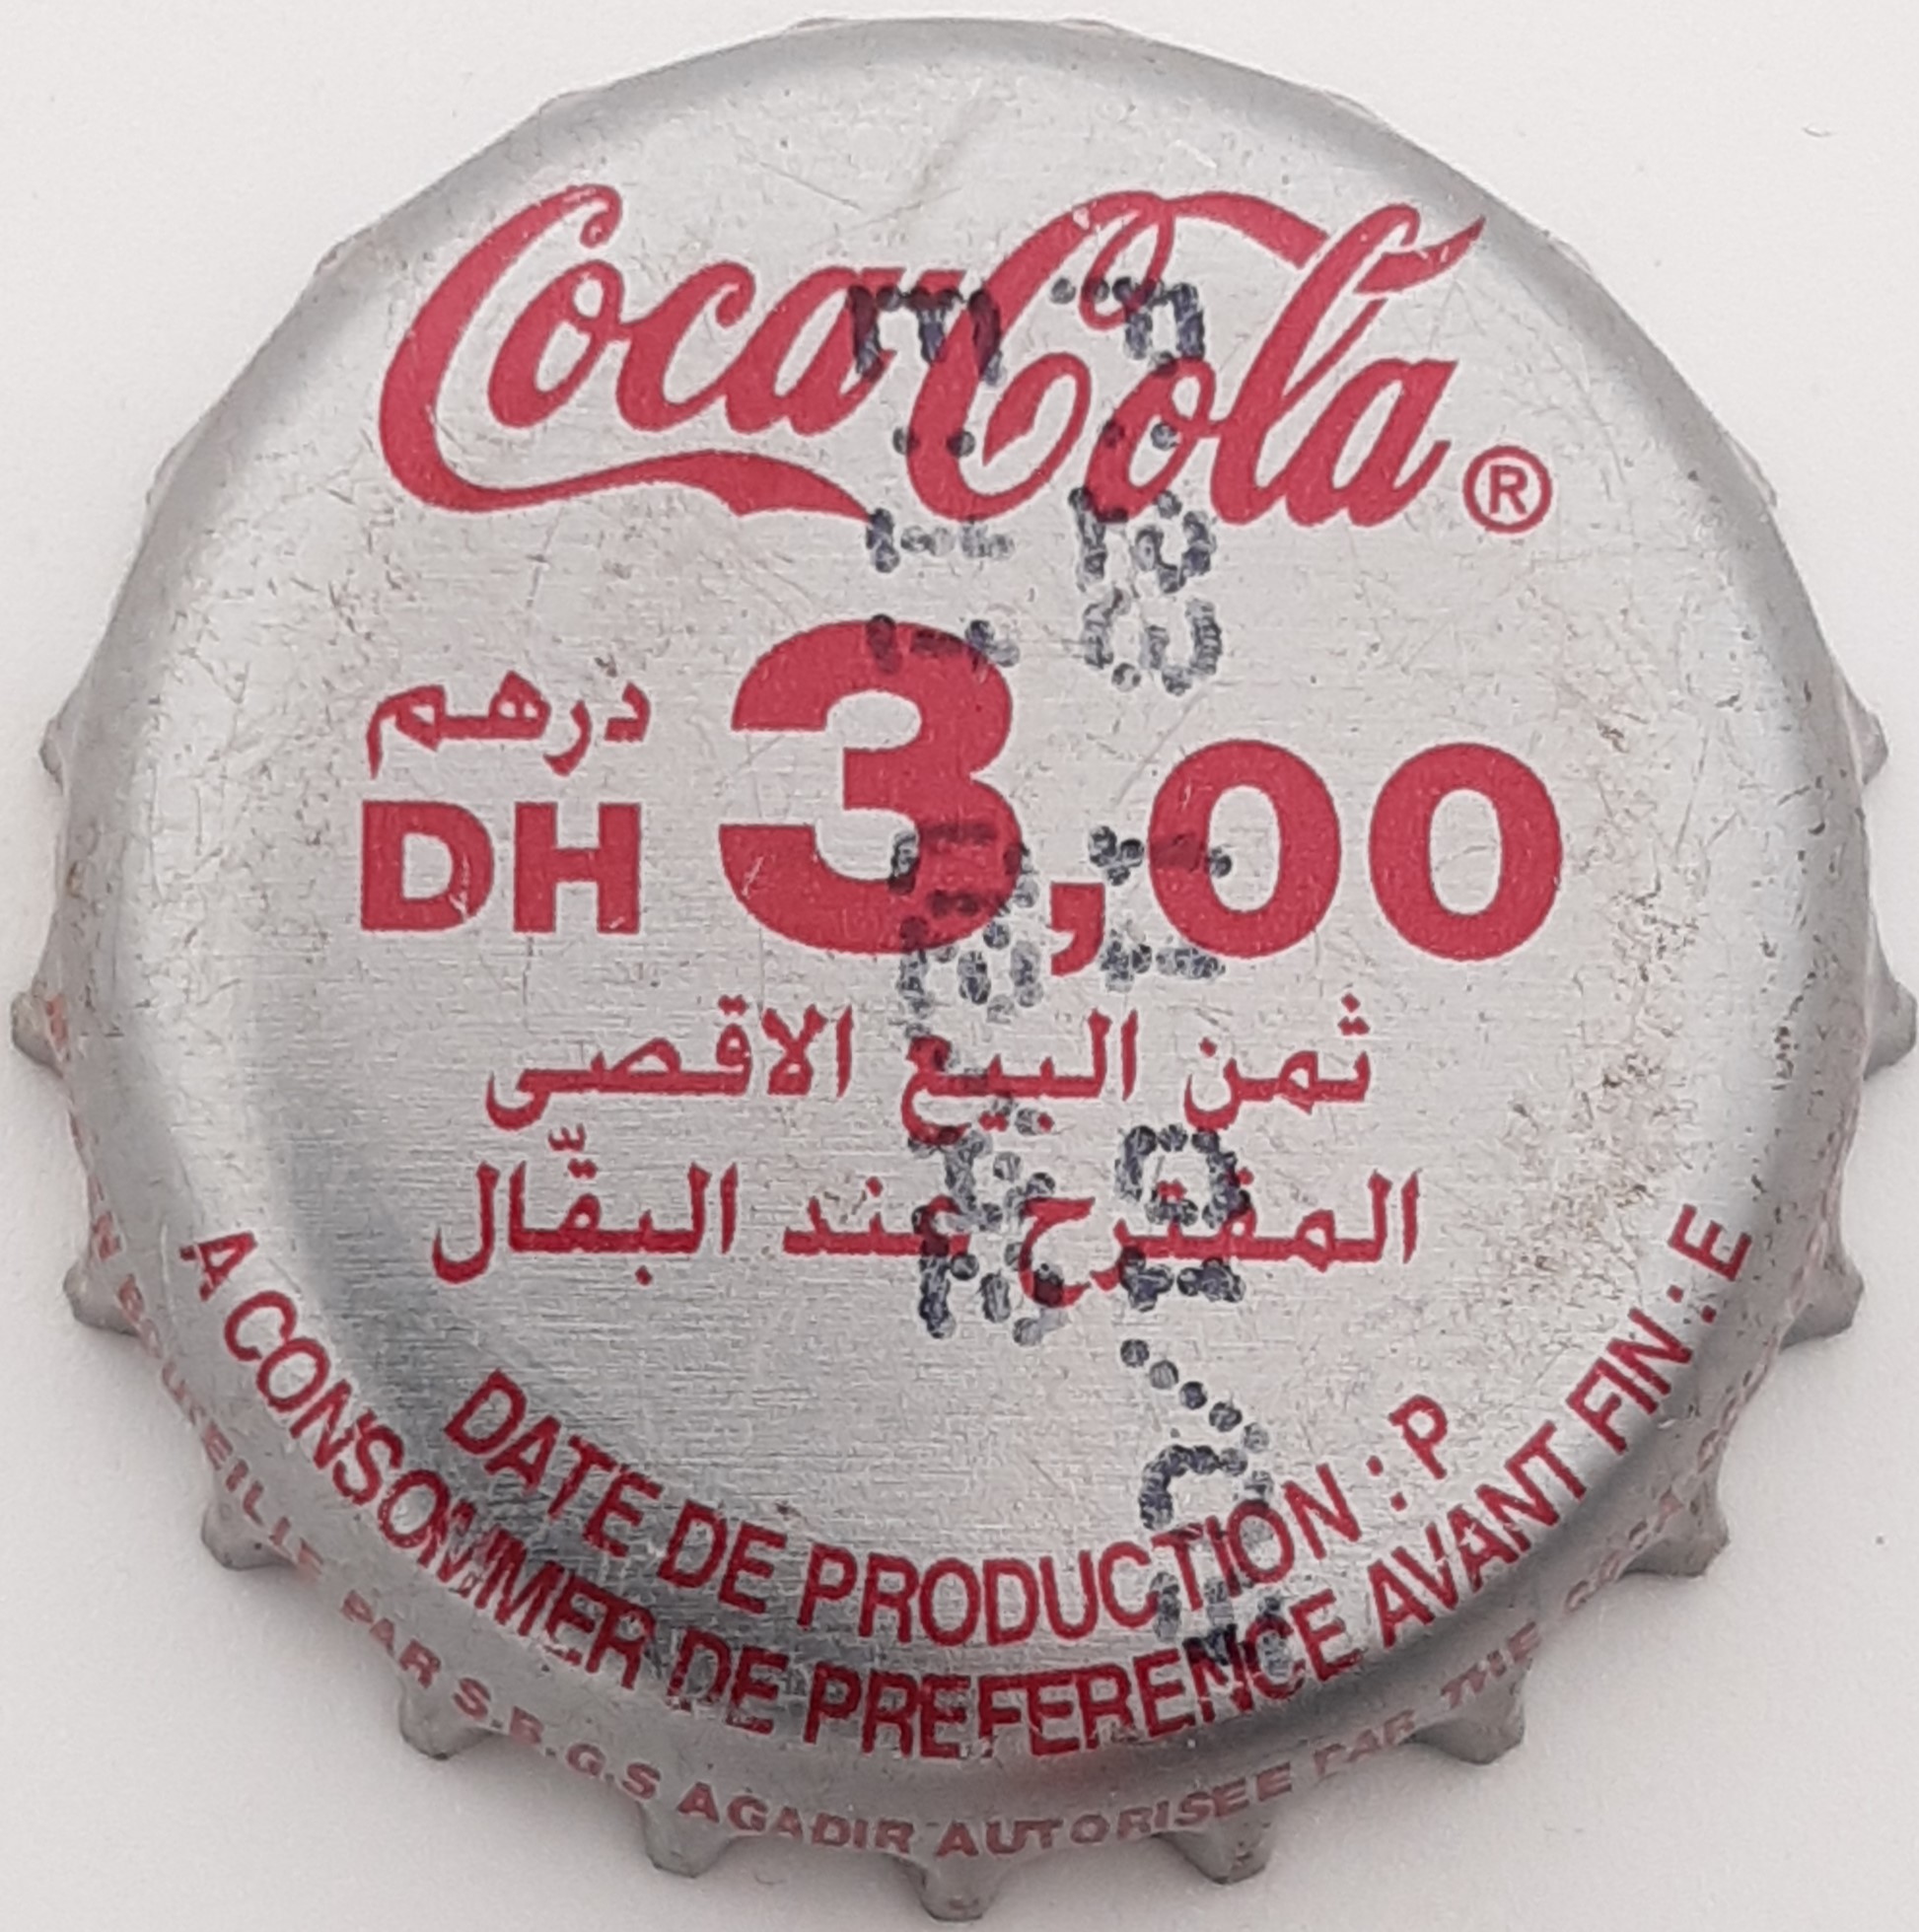 Coca-Cola ®
درهم
DH 3,00
ثمن البيع الاقصى
المقترح عند البقّال
DATE DE PRODUCTION : P
A CONSOMMER DE PREFERENCE AVANT FIN : E
BOUTEILLE PAR S.B.G.S AGADIR AUTORISEE PAR THE